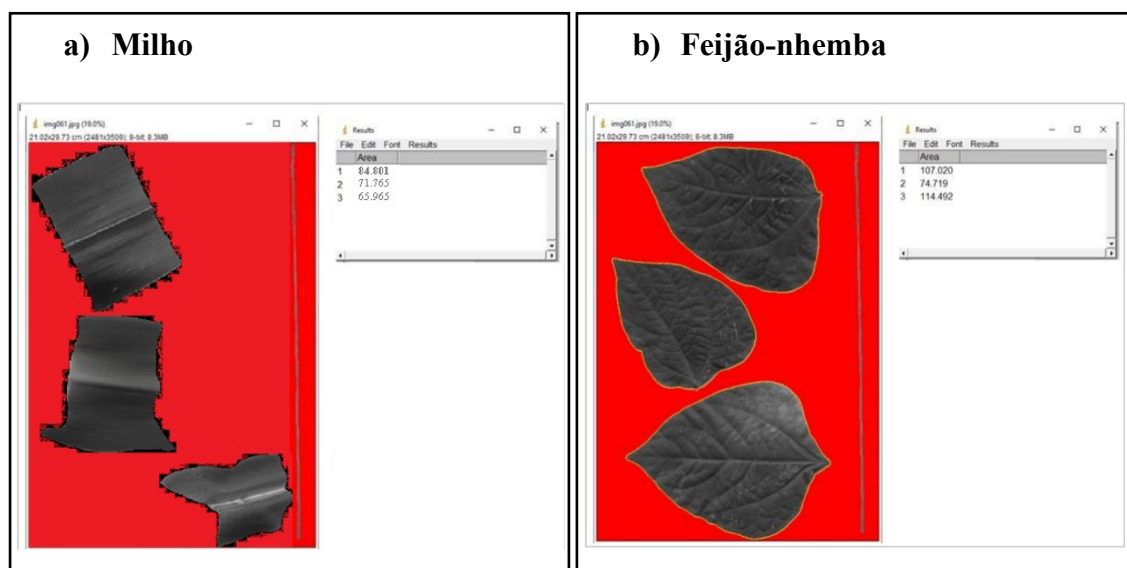 a) Milho
img061.jpg (19.0%)
21.02x29.73 cm (2481x3509); 8-bit; 8.3MB
Results
File Edit Font Results
Area
1 84.801
2 71.765
3 65.965
b) Feijão-nhemba
img061.jpg (19.0%)
21.02x29.73 cm (2481x3509); 8-bit; 8.3MB
Results
File Edit Font Results
Area
1 107.020
2 74.719
3 114.492